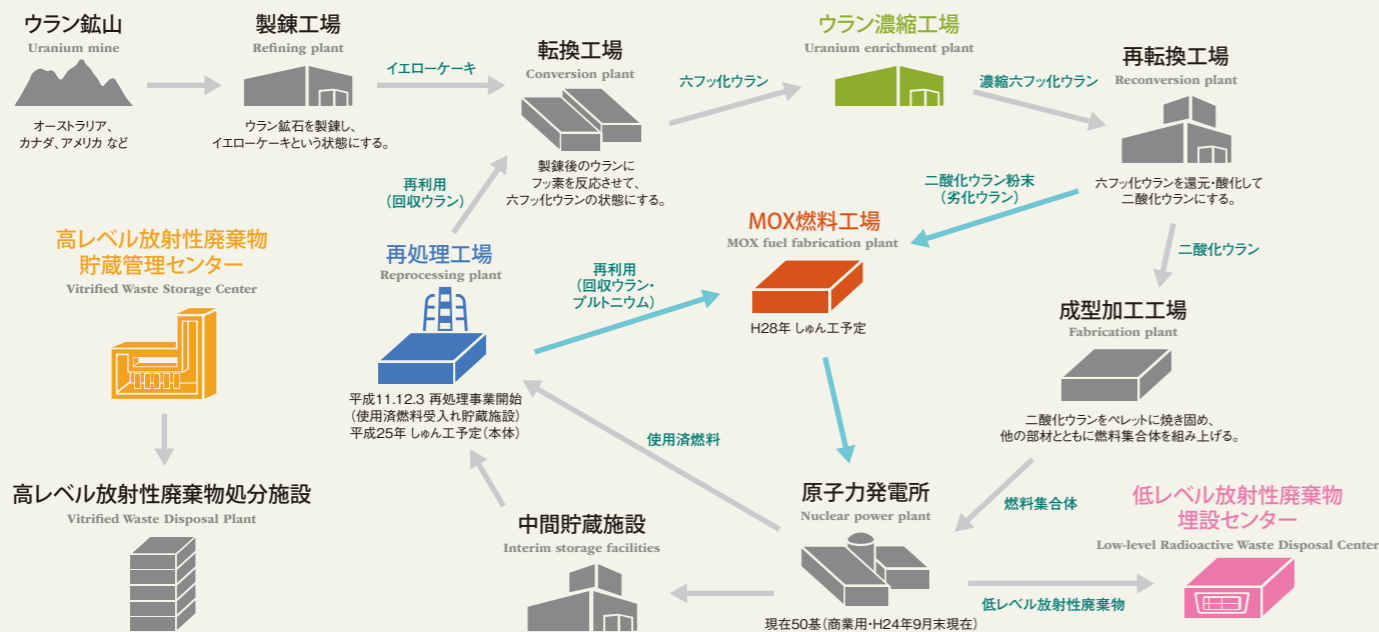 ウラン鉱山
Uranium mine
オーストラリア、
カナダ、アメリカ など
製錬工場
Refining plant
ウラン鉱石を製錬し、
イエローケーキという状態にする。
イエローケーキ
転換工場
Conversion plant
製錬後のウランに
フッ素を反応させて、
六フッ化ウランの状態にする。
六フッ化ウラン
ウラン濃縮工場
Uranium enrichment plant
濃縮六フッ化ウラン
再転換工場
Reconversion plant
六フッ化ウランを還元・酸化して
二酸化ウランにする。
再利用
(回収ウラン)
二酸化ウラン粉末
(劣化ウラン)
二酸化ウラン
高レベル放射性廃棄物
貯蔵管理センター
Vitrified Waste Storage Center
再処理工場
Reprocessing plant
平成11.12.3 再処理事業開始
(使用済燃料受入れ貯蔵施設)
平成25年 しゅん工予定(本体)
再利用
(回収ウラン・
プルトニウム)
MOX燃料工場
MOX fuel fabrication plant
H28年 しゅん工予定
成型加工工場
Fabrication plant
二酸化ウランをペレットに焼き固め、
他の部材とともに燃料集合体を組み上げる。
使用済燃料
燃料集合体
高レベル放射性廃棄物処分施設
Vitrified Waste Disposal Plant
中間貯蔵施設
Interim storage facilities
原子力発電所
Nuclear power plant
現在50基(商業用・H24年9月末現在)
低レベル放射性廃棄物
低レベル放射性廃棄物
埋設センター
Low-level Radioactive Waste Disposal Center